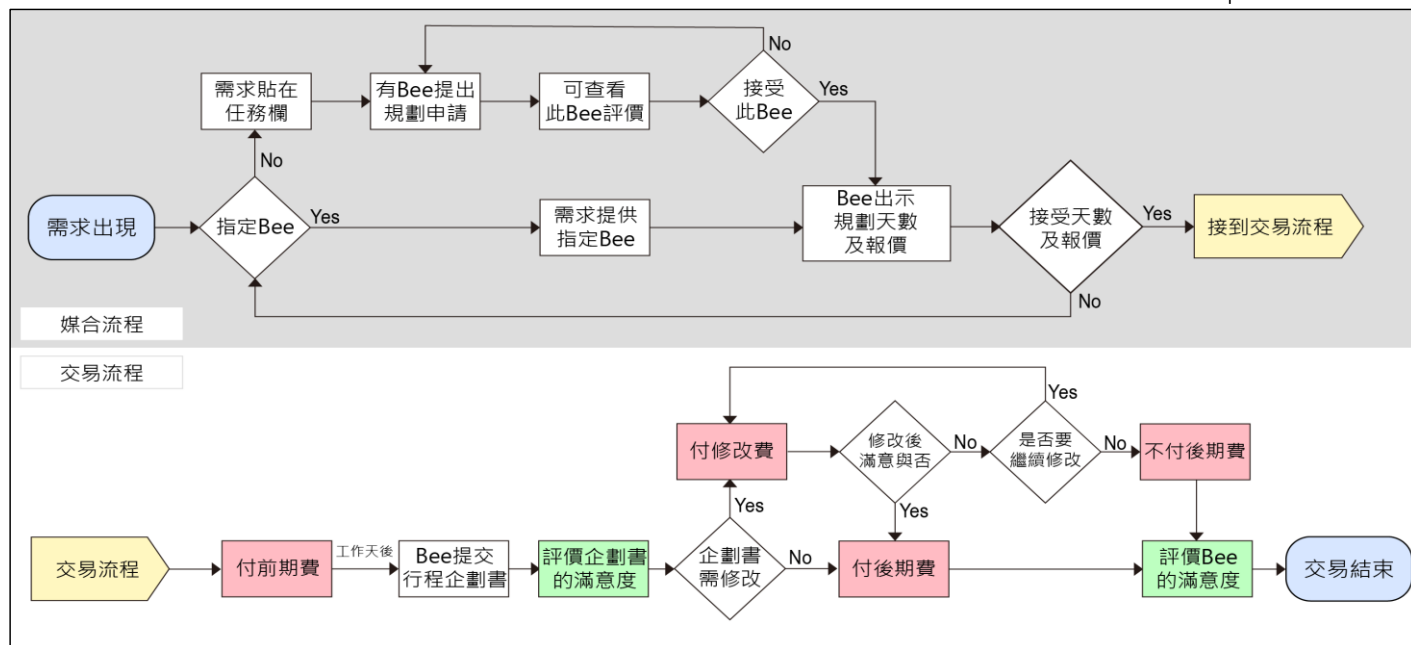 No
需求貼在
任務欄
有Bee提出
規劃申請
可查看
此Bee評價
接受
此Bee
Yes
No
需求出現
指定Bee
Yes
需求提供
指定Bee
Bee出示
規劃天數
及報價
接受天數
及報價
Yes
接到交易流程
No
媒合流程
交易流程
Yes
付修改費
修改後
滿意與否
No
是否要
繼續修改
No
不付後期費
Yes
Yes
交易流程
付前期費
工作天後
Bee提交
行程企劃書
評價企劃書
的滿意度
企劃書
需修改
No
付後期費
評價Bee
的滿意度
交易結束